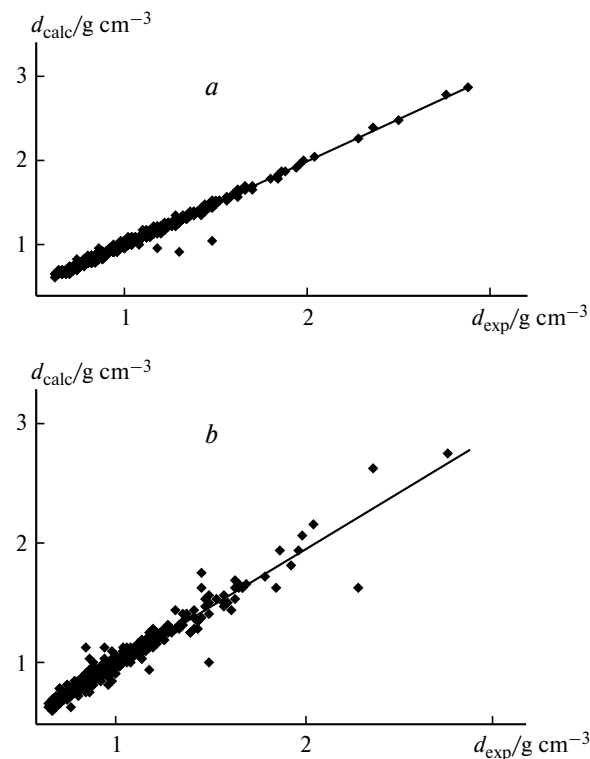 d_calc/g cm⁻³
3
a
2
1
1 2 d_exp/g cm⁻³
d_calc/g cm⁻³
3
b
2
1
1 2 d_exp/g cm⁻³